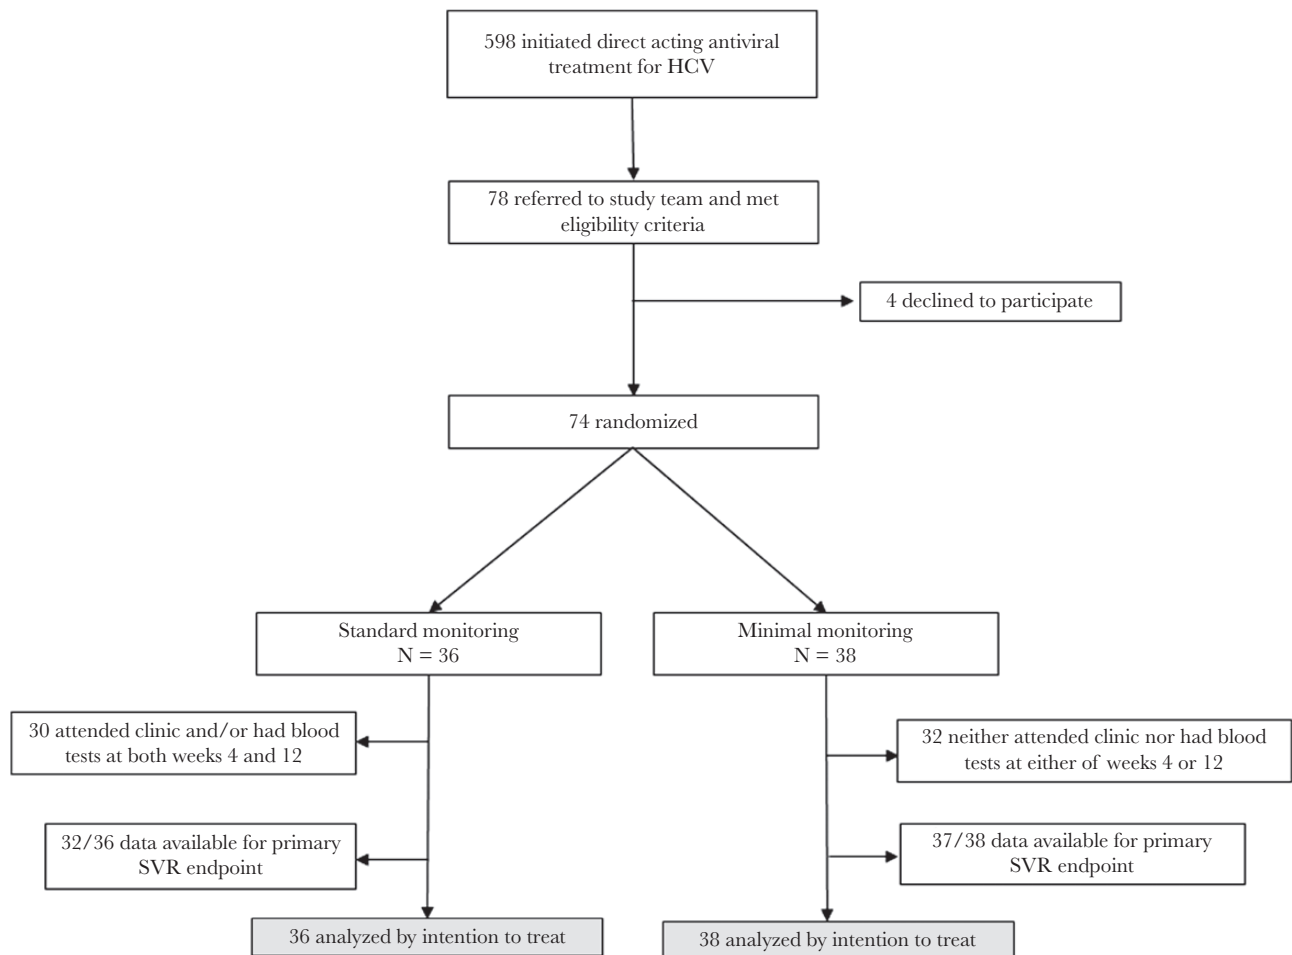 598 initiated direct acting antiviral
treatment for HCV
78 referred to study team and met
eligibility criteria
4 declined to participate
74 randomized
Standard monitoring
N = 36
Minimal monitoring
N = 38
30 attended clinic and/or had blood
tests at both weeks 4 and 12
32 neither attended clinic nor had blood
tests at either of weeks 4 or 12
32/36 data available for primary
SVR endpoint
37/38 data available for primary
SVR endpoint
36 analyzed by intention to treat
38 analyzed by intention to treat